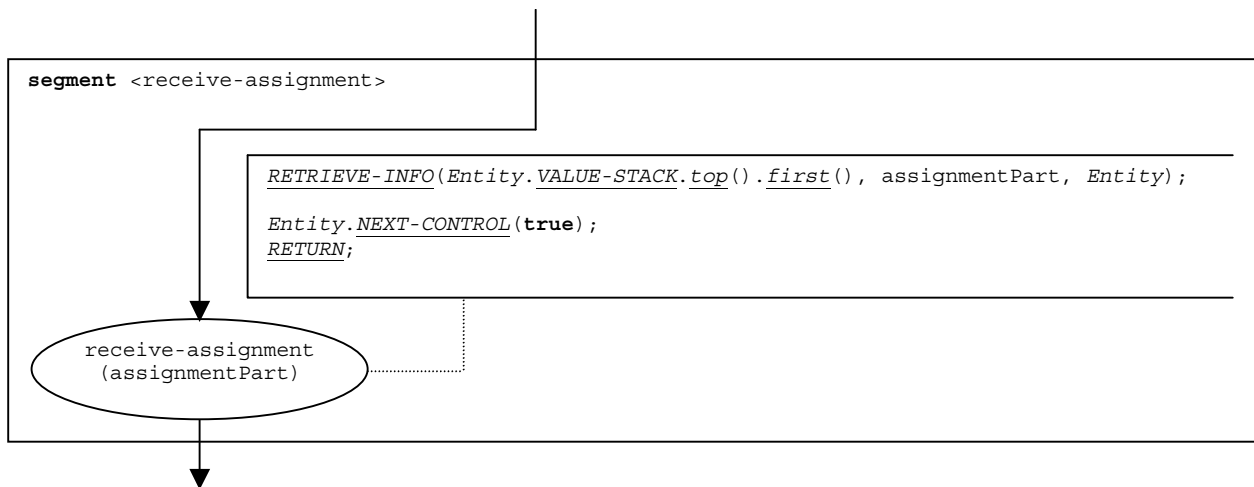 segment <receive-assignment>
RETRIEVE-INFO(Entity.VALUE-STACK.top().first(), assignmentPart, Entity);
Entity.NEXT-CONTROL(true);
RETURN;
receive-assignment
(assignmentPart)